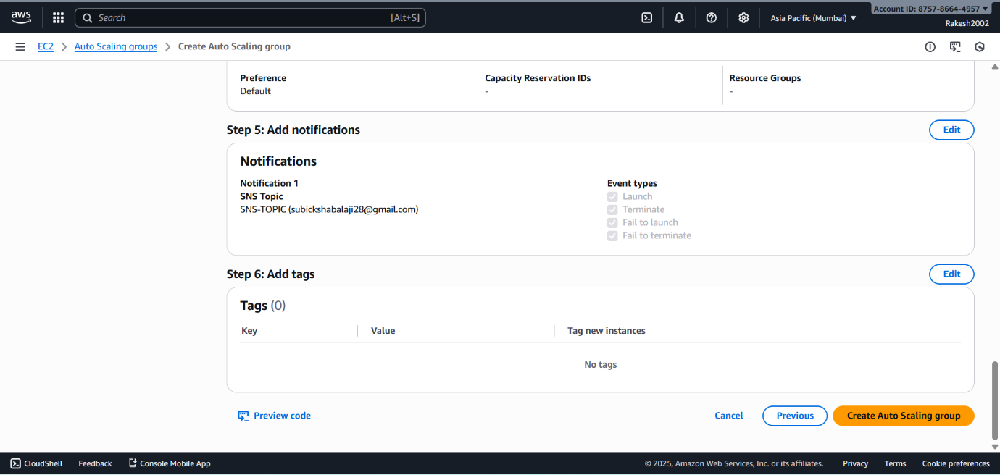 aws
Search [Alt+S]
Asia Pacific (Mumbai)
Account ID: 8757-8664-4957
Rakesh2002
EC2 > Auto Scaling groups > Create Auto Scaling group
Preference Capacity Reservation IDs Resource Groups
Default - -
Step 5: Add notifications Edit
Notifications
Notification 1 Event types
SNS Topic Launch
SNS-TOPIC (subickshabalaji28@gmail.com) Terminate
Fail to launch
Fail to terminate
Step 6: Add tags Edit
Tags (0)
Key Value Tag new instances
No tags
Preview code Cancel Previous Create Auto Scaling group
CloudShell Feedback Console Mobile App © 2025, Amazon Web Services, Inc. or its affiliates. Privacy Terms Cookie preferences